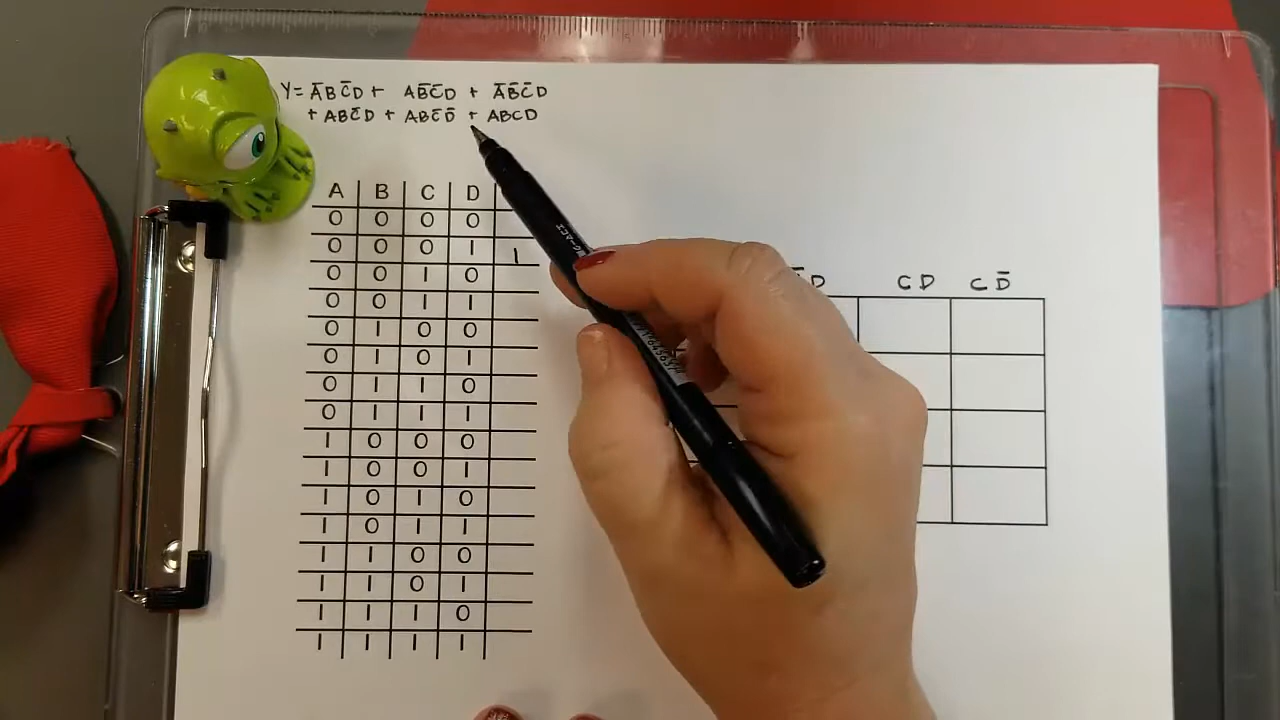 Y = A̅BC̅D + AB̅C̅D + A̅B̅C̅D
+ ABC̅D + ABC̅D̅ + ABCD
A B C D
0 0 0 0
0 0 0 1 1
0 0 1 0
0 0 1 1
0 1 0 0
0 1 0 1
0 1 1 0
0 1 1 1
1 0 0 0
1 0 0 1
1 0 1 0
1 0 1 1
1 1 0 0
1 1 0 1
1 1 1 0
1 1 1 1
D CD CD̅